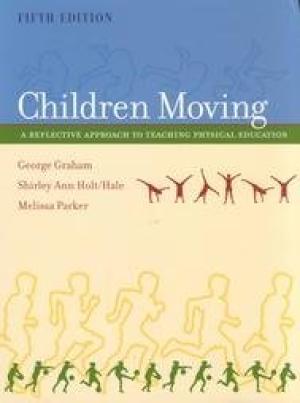 FIFTH EDITION
Children Moving
A REFLECTIVE APPROACH TO TEACHING PHYSICAL EDUCATION
George Graham
Shirley Ann Holt/Hale
Melissa Parker